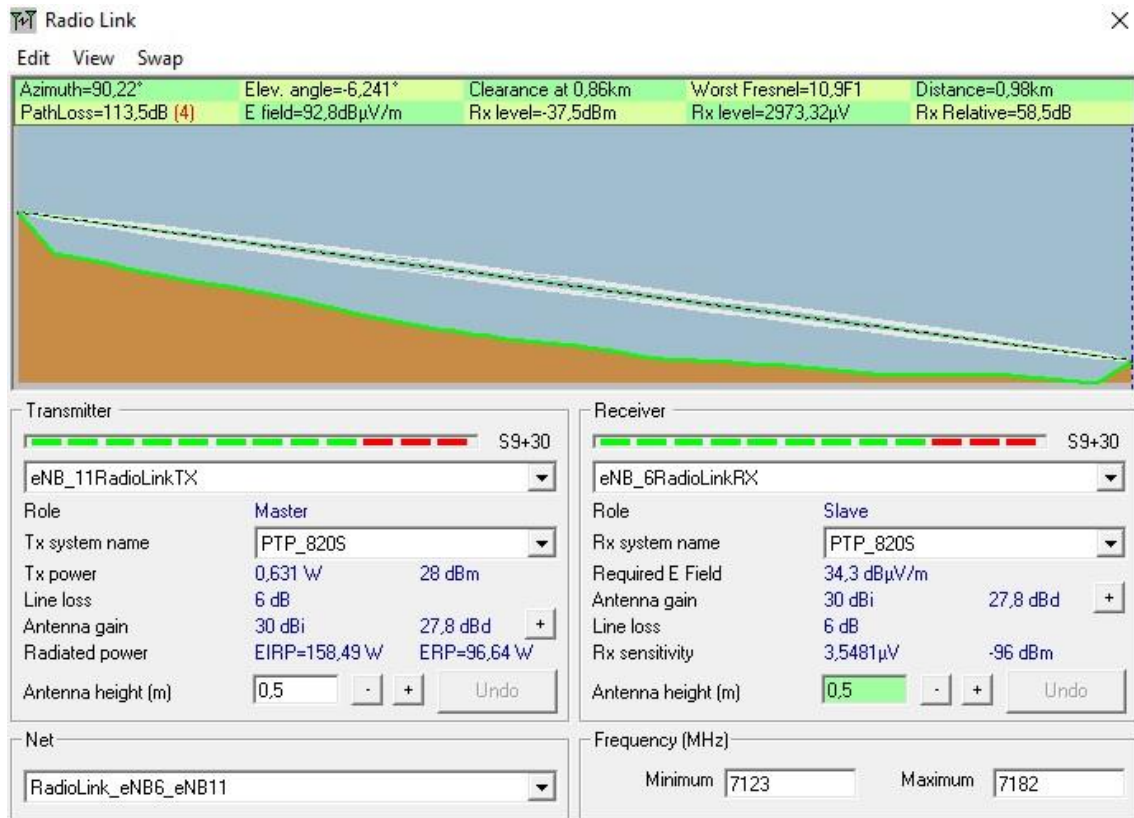 Radio Link
Edit View Swap
Azimuth=90,22° Elev. angle=-6,241° Clearance at 0,86km Worst Fresnel=10,9F1 Distance=0,98km
PathLoss=113,5dB (4) E field=92,8dBµV/m Rx level=-37,5dBm Rx level=2973,32µV Rx Relative=58,5dB
Transmitter
S9+30
eNB_11RadioLinkTX
Role Master
Tx system name PTP_820S
Tx power 0,631 W 28 dBm
Line loss 6 dB
Antenna gain 30 dBi 27,8 dBd +
Radiated power EIRP=158,49 W ERP=96,64 W
Antenna height (m) 0,5 - + Undo
Net
RadioLink_eNB6_eNB11
Receiver
S9+30
eNB_6RadioLinkRX
Role Slave
Rx system name PTP_820S
Required E Field 34,3 dBµV/m
Antenna gain 30 dBi 27,8 dBd +
Line loss 6 dB
Rx sensitivity 3,5481µV -96 dBm
Antenna height (m) 0,5 - + Undo
Frequency (MHz)
Minimum 7123 Maximum 7182